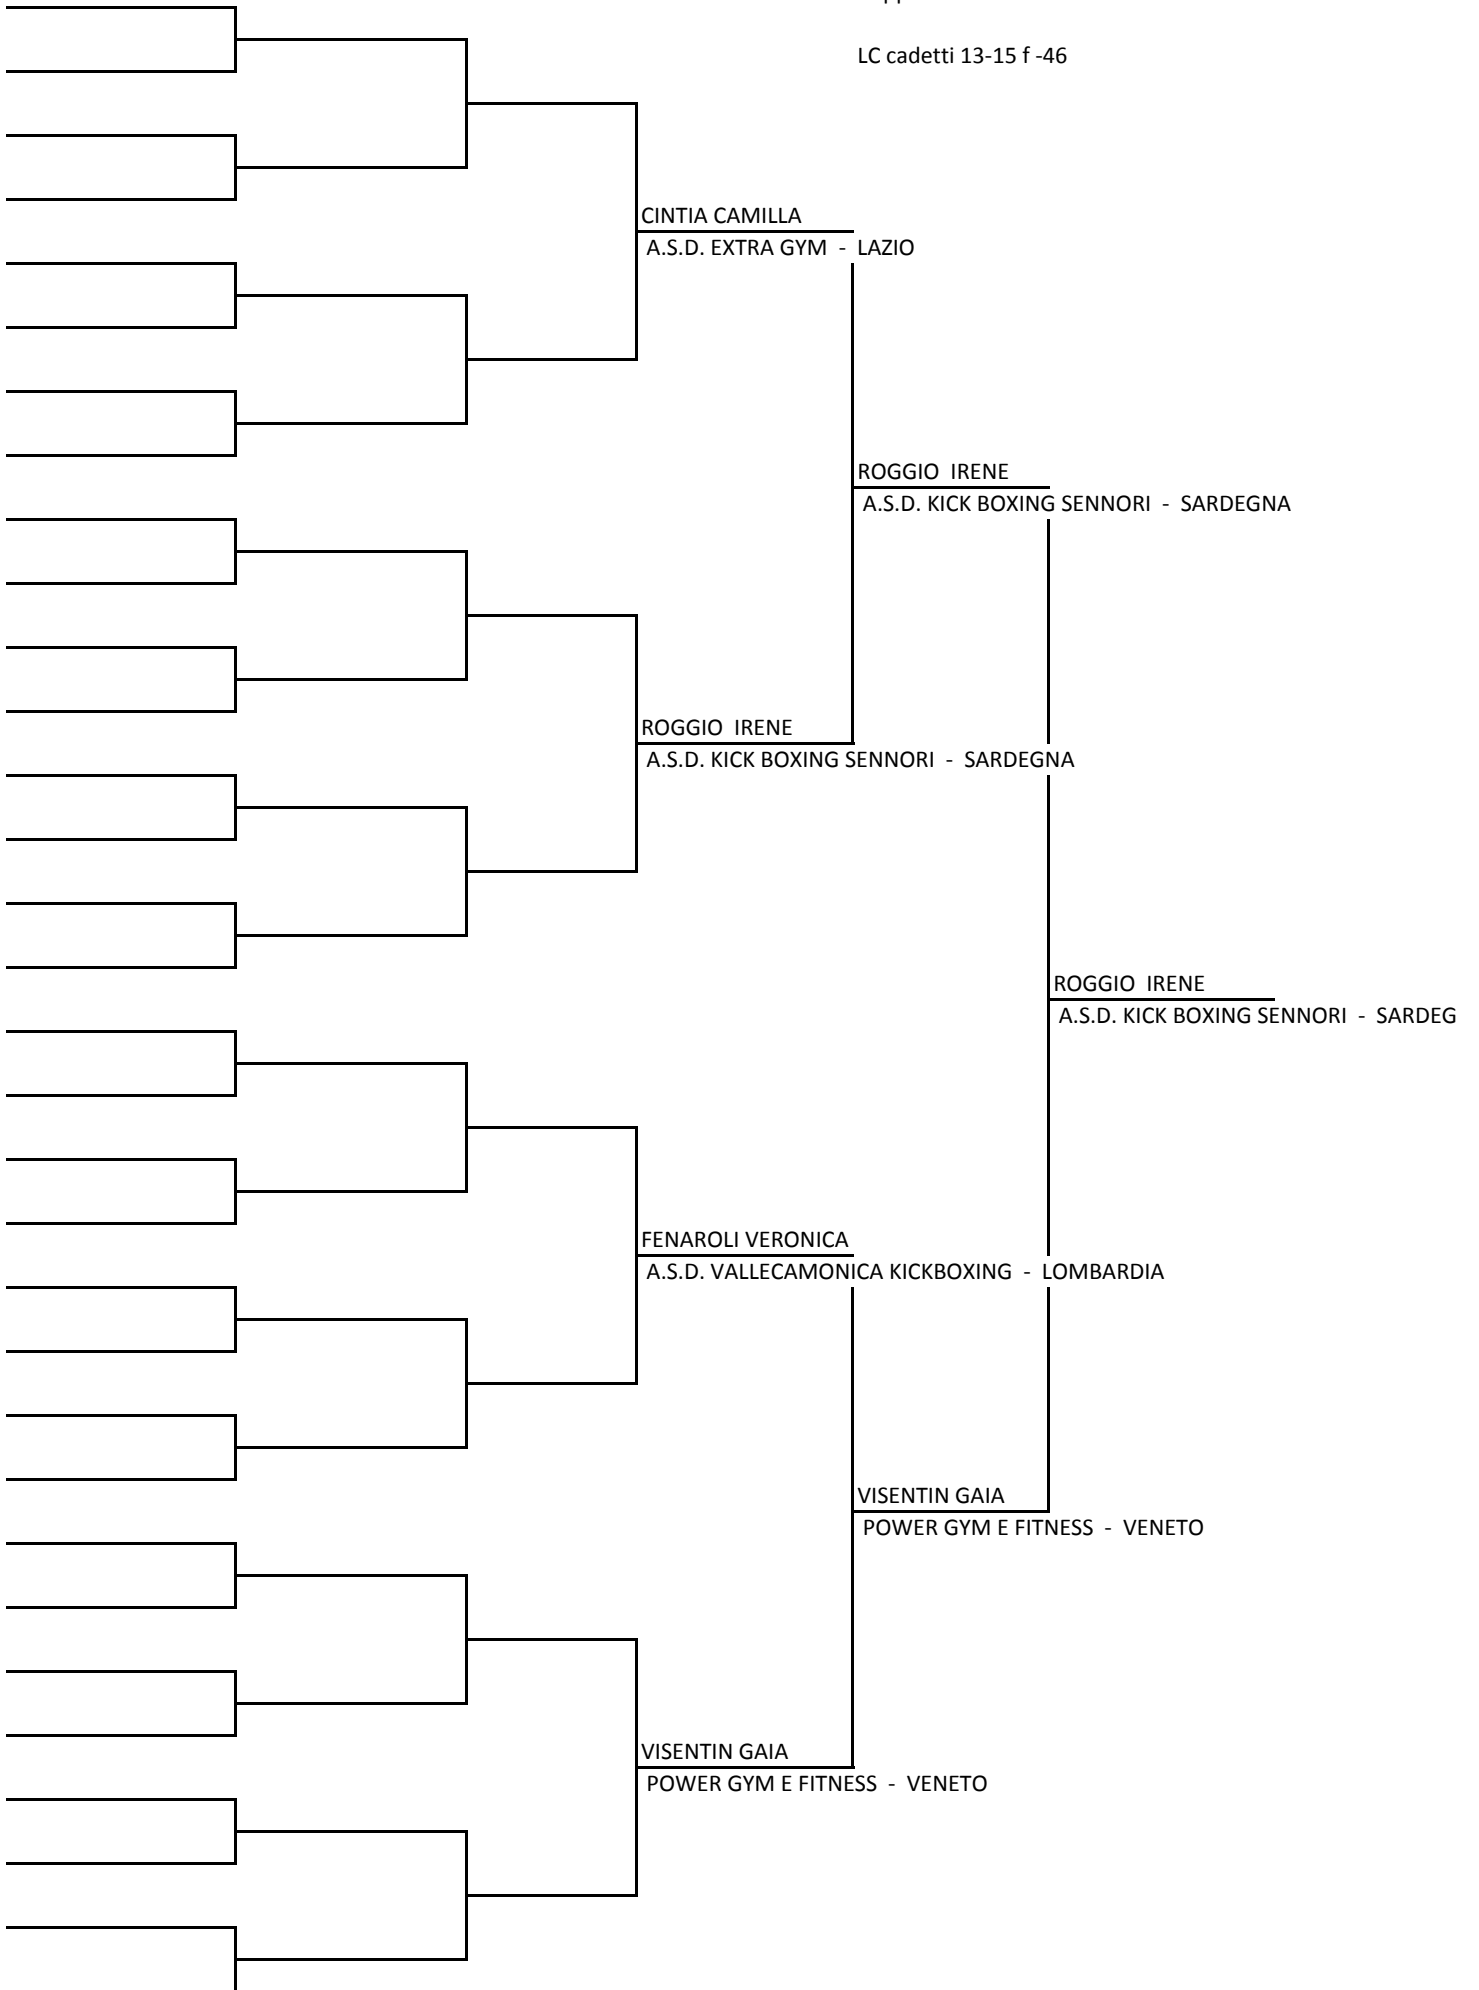 LC cadetti 13-15 f -46
CINTIA CAMILLA
A.S.D. EXTRA GYM - LAZIO
ROGGIO IRENE
A.S.D. KICK BOXING SENNORI - SARDEGNA
ROGGIO IRENE
A.S.D. KICK BOXING SENNORI - SARDEGNA
ROGGIO IRENE
A.S.D. KICK BOXING SENNORI - SARDEG
FENAROLI VERONICA
A.S.D. VALLECAMONICA KICKBOXING - LOMBARDIA
VISENTIN GAIA
POWER GYM E FITNESS - VENETO
VISENTIN GAIA
POWER GYM E FITNESS - VENETO